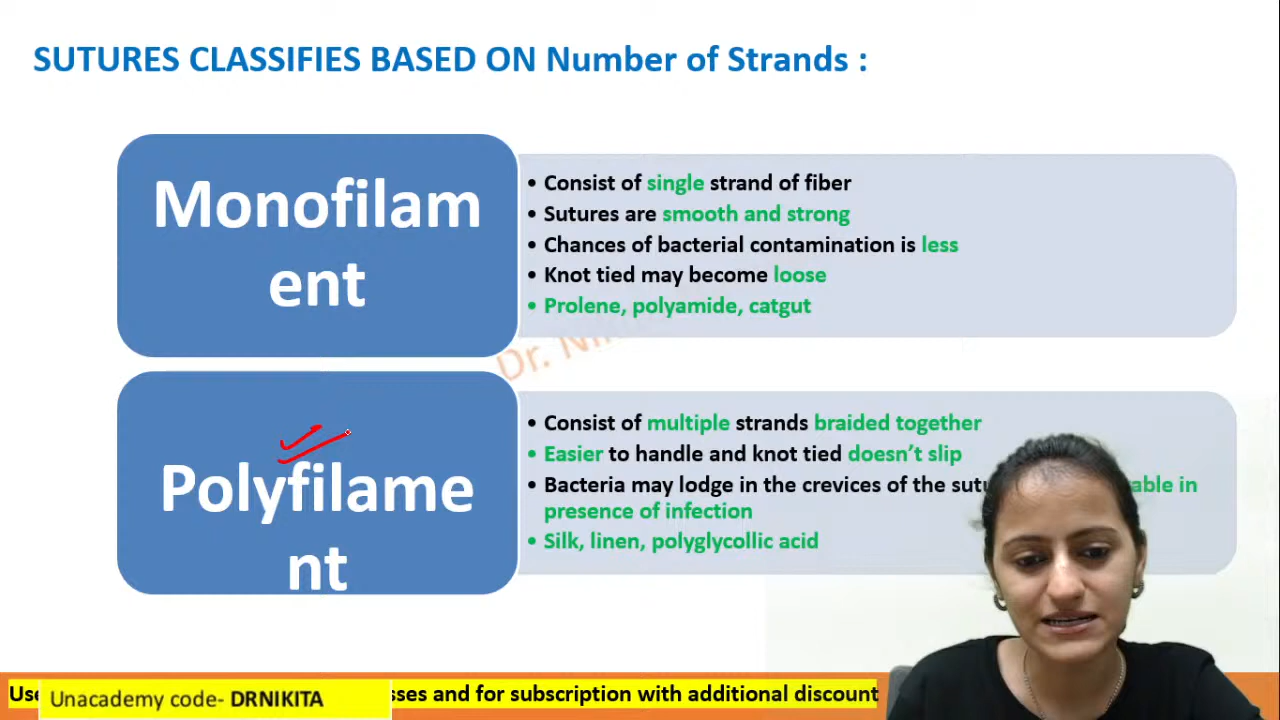 SUTURES CLASSIFIES BASED ON Number of Strands :
Monofilam
ent
• Consist of single strand of fiber
• Sutures are smooth and strong
• Chances of bacterial contamination is less
• Knot tied may become loose
• Prolene, polyamide, catgut
Dr.
Polyfilame
nt
• Consist of multiple strands braided together
• Easier to handle and knot tied doesn't slip
• Bacteria may lodge in the crevices of the in
presence of infection
• Silk, linen, polyglycollic acid
Unacademy code- DRNIKITA and for subscription with additional discount